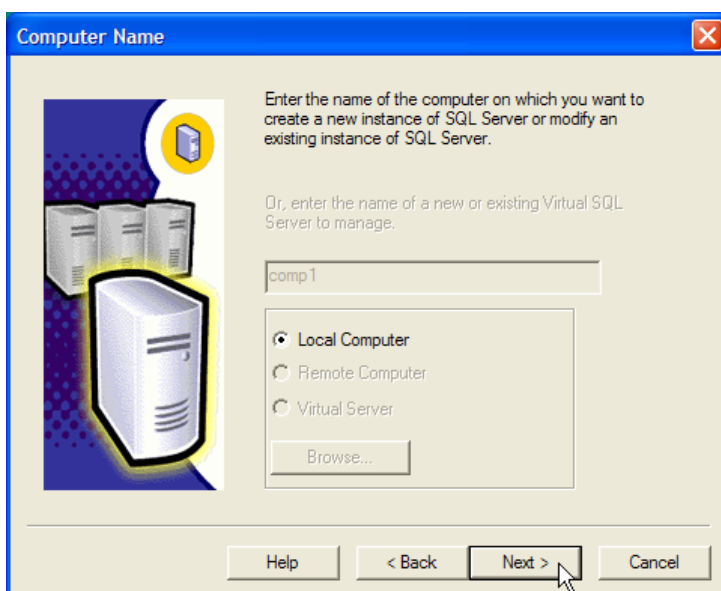 Computer Name
Enter the name of the computer on which you want to
create a new instance of SQL Server or modify an
existing instance of SQL Server.
Or, enter the name of a new or existing Virtual SQL
Server to manage.
comp1
Local Computer
Remote Computer
Virtual Server
Browse...
Help
< Back
Next >
Cancel